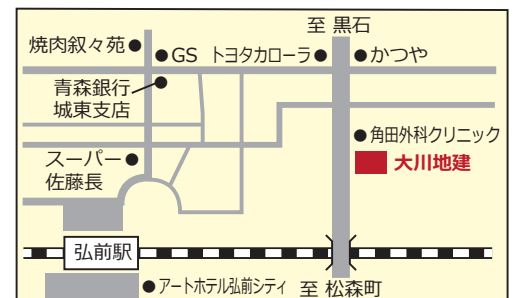 至 黒石
焼肉叙々苑
GS
トヨタカローラ
かつや
青森銀行
城東支店
角田外科クリニック
スーパー
佐藤長
大川地建
弘前駅
アートホテル弘前シティ
至 松森町